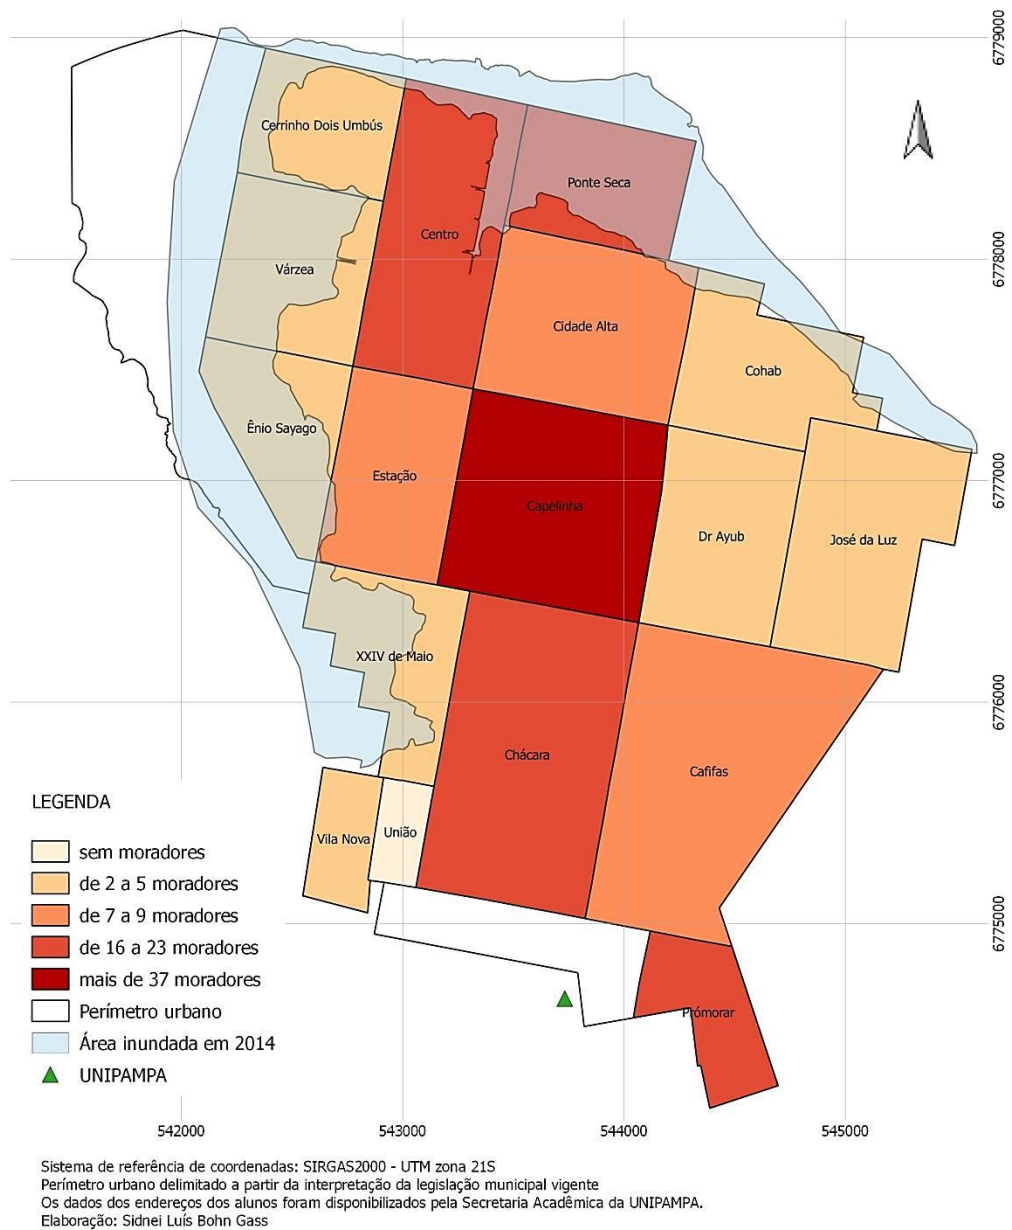 6779000
Cerrinho Dois Umbús
Ponte Seca
Centro
6778000
Várzea
Cidade Alta
Cohab
Ênio Sayago
Estação
6777000
Capelinha
Dr Ayub
José da Luz
XXIV de Maio
6776000
Chácara
Cafifas
LEGENDA
União
Vila Nova
sem moradores
de 2 a 5 moradores
de 7 a 9 moradores
6775000
de 16 a 23 moradores
mais de 37 moradores
Perímetro urbano
Prómorar
Área inundada em 2014
UNIPAMPA
542000 543000 544000 545000
Sistema de referência de coordenadas: SIRGAS2000 - UTM zona 21S
Perímetro urbano delimitado a partir da interpretação da legislação municipal vigente
Os dados dos endereços dos alunos foram disponibilizados pela Secretaria Acadêmica da UNIPAMPA.
Elaboração: Sidnei Luís Bohn Gass